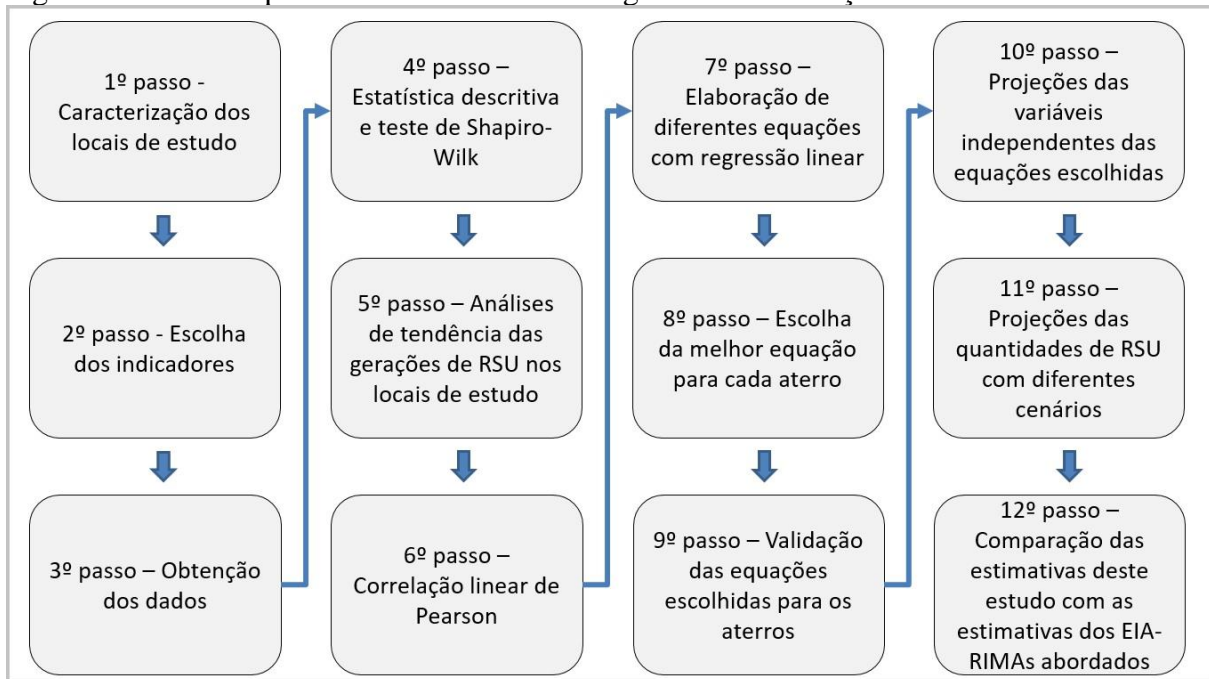 1º passo -
Caracterização dos
locais de estudo
2º passo - Escolha
dos indicadores
3º passo – Obtenção
dos dados
4º passo –
Estatística descritiva
e teste de Shapiro-
Wilk
5º passo – Análises
de tendência das
gerações de RSU nos
locais de estudo
6º passo –
Correlação linear de
Pearson
7º passo –
Elaboração de
diferentes equações
com regressão linear
8º passo – Escolha
da melhor equação
para cada aterro
9º passo – Validação
das equações
escolhidas para os
aterros
10º passo –
Projeções das
variáveis
independentes das
equações escolhidas
11º passo –
Projeções das
quantidades de RSU
com diferentes
cenários
12º passo –
Comparação das
estimativas deste
estudo com as
estimativas dos EIA-
RIMAs abordados